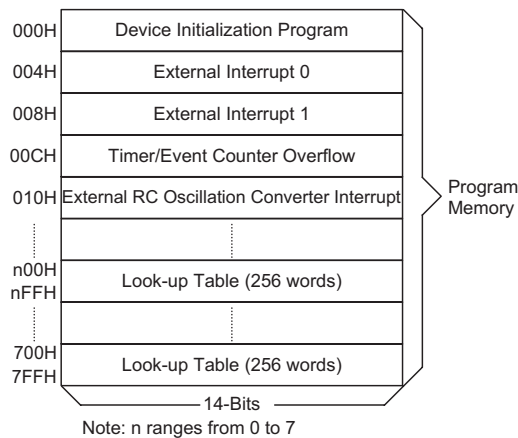 000H Device Initialization Program
004H External Interrupt 0
008H External Interrupt 1
00CH Timer/Event Counter Overflow
010H External RC Oscillation Converter Interrupt
Program
Memory
n00H
nFFH
Look-up Table (256 words)
700H
7FFH
Look-up Table (256 words)
14-Bits
Note: n ranges from 0 to 7